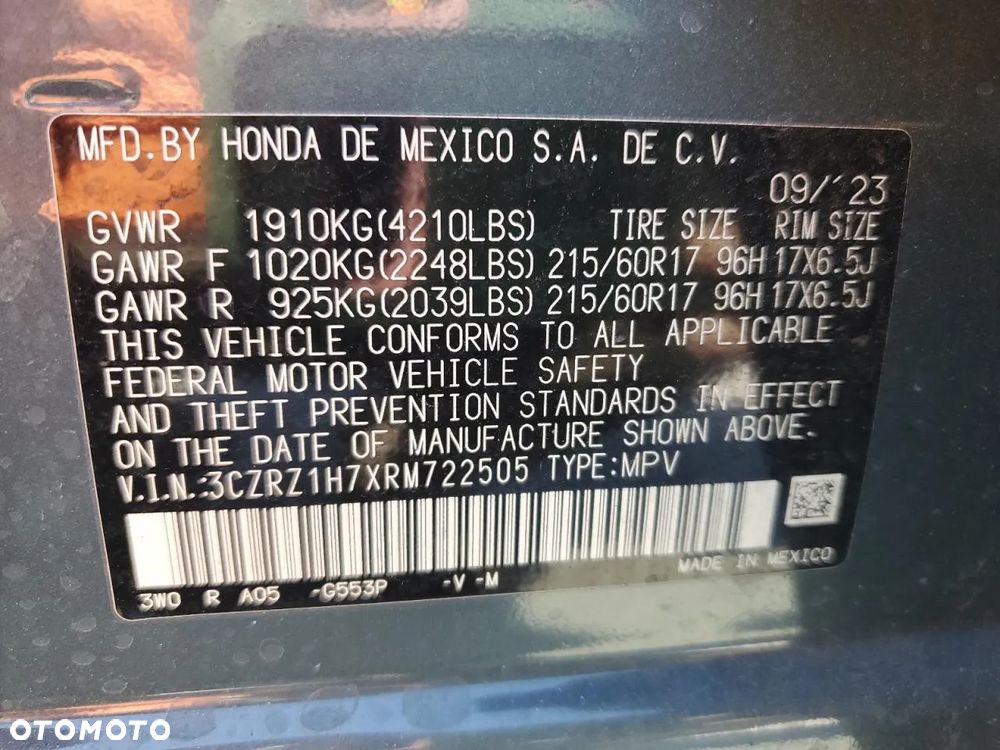 MFD.BY HONDA DE MEXICO S.A. DE C.V.
09/'23
GVWR 1910KG(4210LBS) TIRE SIZE RIM SIZE
GAWR F 1020KG(2248LBS) 215/60R17 96H 17X6.5J
GAWR R 925KG(2039LBS) 215/60R17 96H 17X6.5J
THIS VEHICLE CONFORMS TO ALL APPLICABLE
FEDERAL MOTOR VEHICLE SAFETY
AND THEFT PREVENTION STANDARDS IN EFFECT
ON THE DATE OF MANUFACTURE SHOWN ABOVE.
V.I.N.:3CZRZ1H7XRM722505 TYPE:MPV
MADE IN MEXICO
3W0 R A05 -G553P -V -M
OTOMOTO